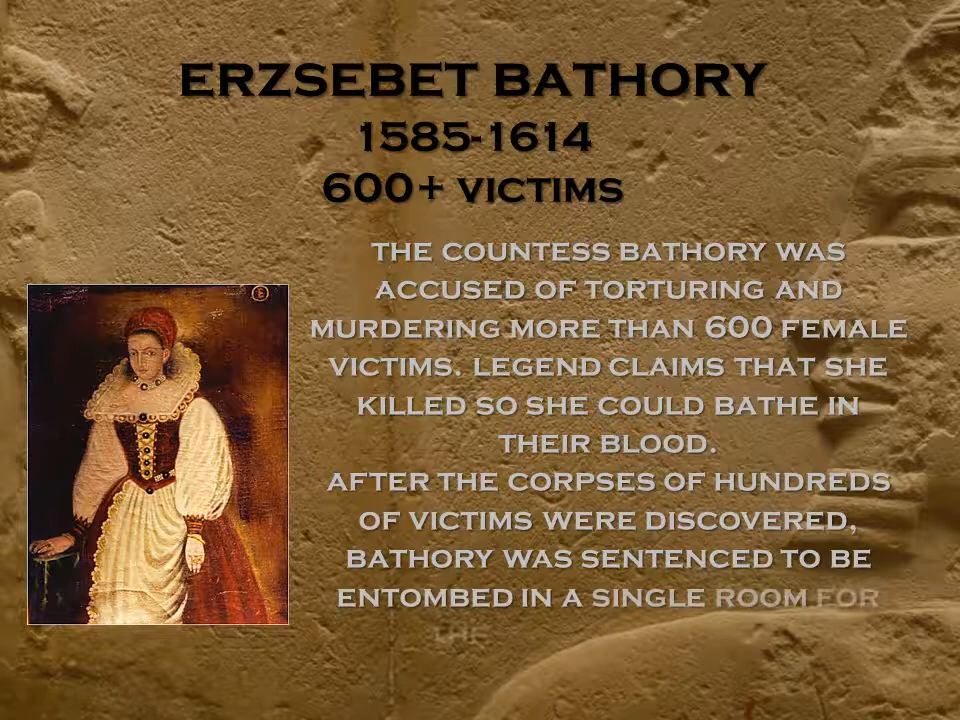 ERZSEBET BATHORY
1585-1614
600+ VICTIMS
THE COUNTESS BATHORY WAS
ACCUSED OF TORTURING AND
MURDERING MORE THAN 600 FEMALE
VICTIMS. LEGEND CLAIMS THAT SHE
KILLED SO SHE COULD BATHE IN
THEIR BLOOD.
AFTER THE CORPSES OF HUNDREDS
OF VICTIMS WERE DISCOVERED,
BATHORY WAS SENTENCED TO BE
ENTOMBED IN A SINGLE ROOM FOR
THE
E